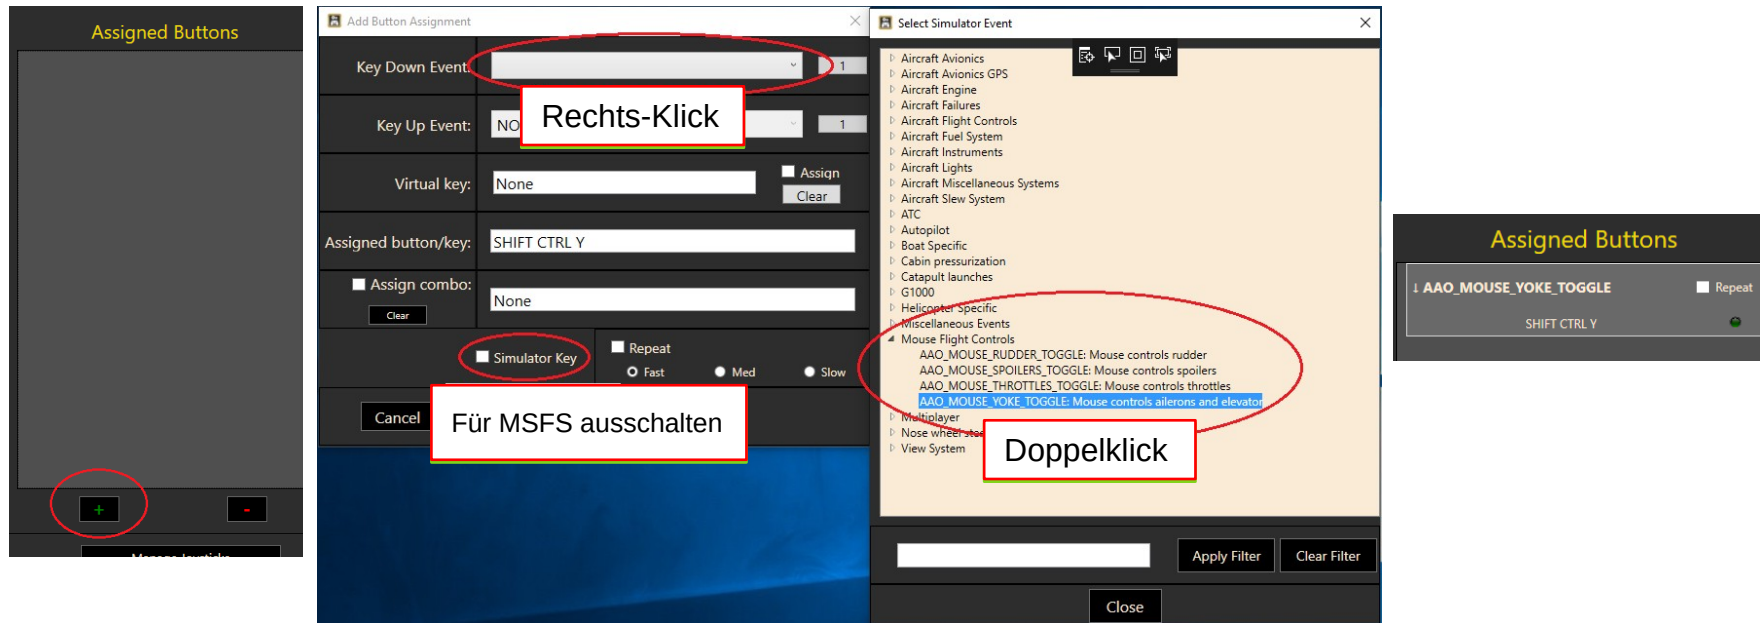 Assigned Buttons
+
-
Add Button Assignment
Key Down Event:
1
Rechts-Klick
Key Up Event:
NO
1
Virtual key:
None
Assign
Clear
Assigned button/key:
SHIFT CTRL Y
Assign combo:
Clear
None
Simulator Key
Repeat
Fast
Med
Slow
Cancel
Für MSFS ausschalten
Select Simulator Event
Aircraft Avionics
Aircraft Avionics GPS
Aircraft Engine
Aircraft Failures
Aircraft Flight Controls
Aircraft Fuel System
Aircraft Instruments
Aircraft Lights
Aircraft Miscellaneous Systems
Aircraft Slew System
ATC
Autopilot
Boat Specific
Cabin pressurization
Catapult launches
G1000
Helicopter Specific
Miscellaneous Events
Mouse Flight Controls
AAO_MOUSE_RUDDER_TOGGLE: Mouse controls rudder
AAO_MOUSE_SPOILERS_TOGGLE: Mouse controls spoilers
AAO_MOUSE_THROTTLES_TOGGLE: Mouse controls throttles
AAO_MOUSE_YOKE_TOGGLE: Mouse controls ailerons and elevator
Multiplayer
Nose wheel
View System
Doppelklick
Apply Filter
Clear Filter
Close
Assigned Buttons
↓ AAO_MOUSE_YOKE_TOGGLE
Repeat
SHIFT CTRL Y